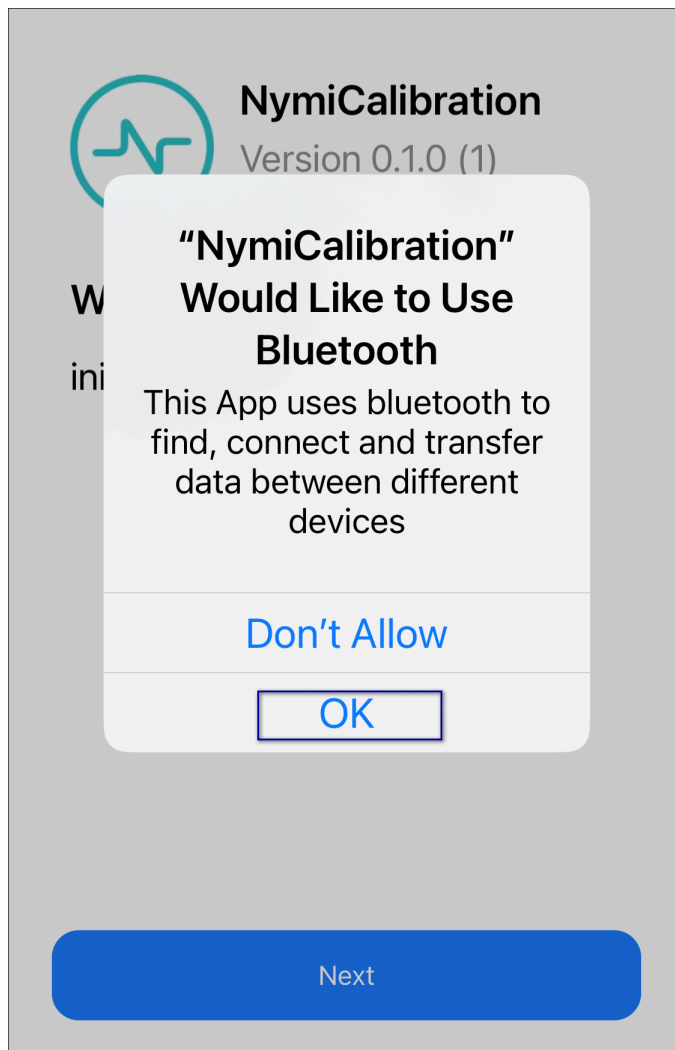 NymiCalibration
Version 0.1.0 (1)
“NymiCalibration”
Would Like to Use
Bluetooth
This App uses bluetooth to
find, connect and transfer
data between different
devices
Don’t Allow
OK
Next